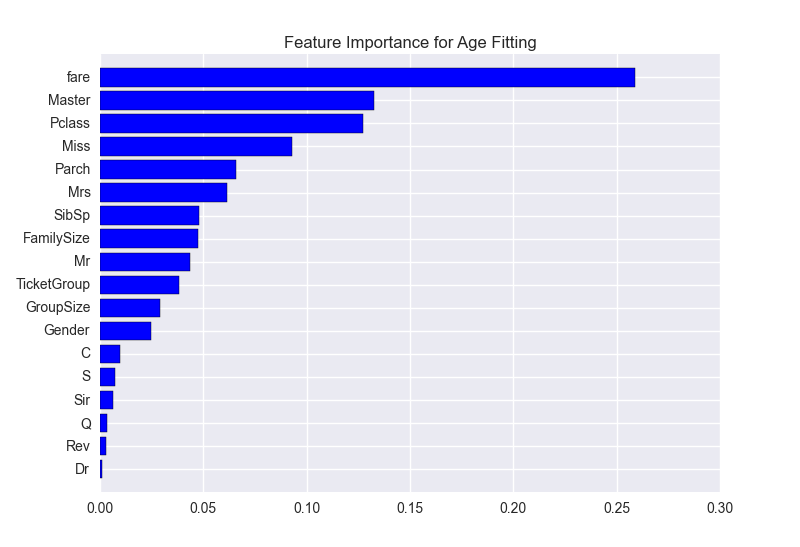 Feature Importance for Age Fitting
fare
Master
Pclass
Miss
Parch
Mrs
SibSp
FamilySize
Mr
TicketGroup
GroupSize
Gender
C
S
Sir
Q
Rev
Dr
0.00 0.05 0.10 0.15 0.20 0.25 0.30